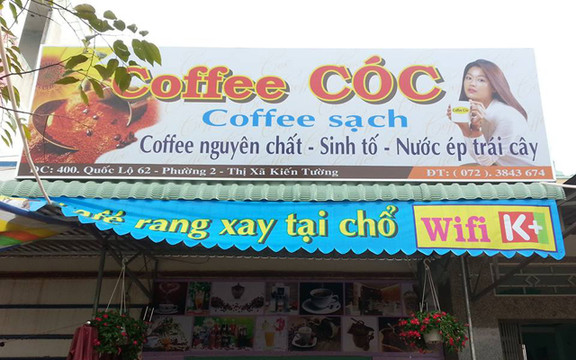 Coffee CÓC
Coffee sạch
Coffee nguyên chất - Sinh tố - Nước ép trái cây
ĐC: 400. Quốc Lộ 62 - Phường 2 - Thị Xã Kiến Tường ĐT: ( 072 ). 3843 674
Café rang xay tại chổ Wifi K+